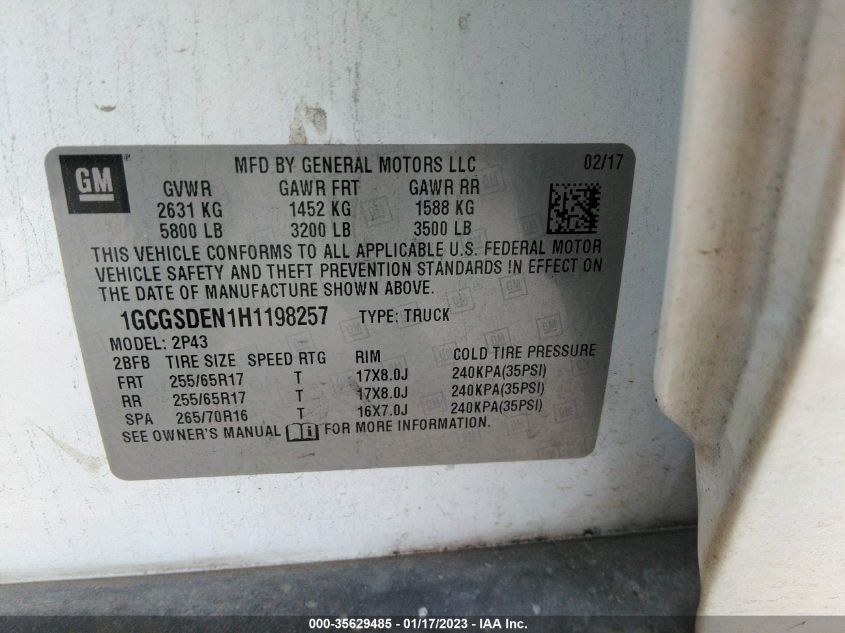 GM
MFD BY GENERAL MOTORS LLC 02/17
GVWR GAWR FRT GAWR RR
2631 KG 1452 KG 1588 KG
5800 LB 3200 LB 3500 LB
THIS VEHICLE CONFORMS TO ALL APPLICABLE U.S. FEDERAL MOTOR
VEHICLE SAFETY AND THEFT PREVENTION STANDARDS IN EFFECT ON
THE DATE OF MANUFACTURE SHOWN ABOVE.
1GCGSDEN1H1198257 TYPE: TRUCK
MODEL: 2P43
2BFB TIRE SIZE SPEED RTG RIM COLD TIRE PRESSURE
FRT 255/65R17 T 17X8.0J 240KPA(35PSI)
RR 255/65R17 T 17X8.0J 240KPA(35PSI)
SPA 265/70R16 T 16X7.0J 240KPA(35PSI)
SEE OWNER'S MANUAL FOR MORE INFORMATION.
000-35629485 - 01/17/2023 - IAA Inc.